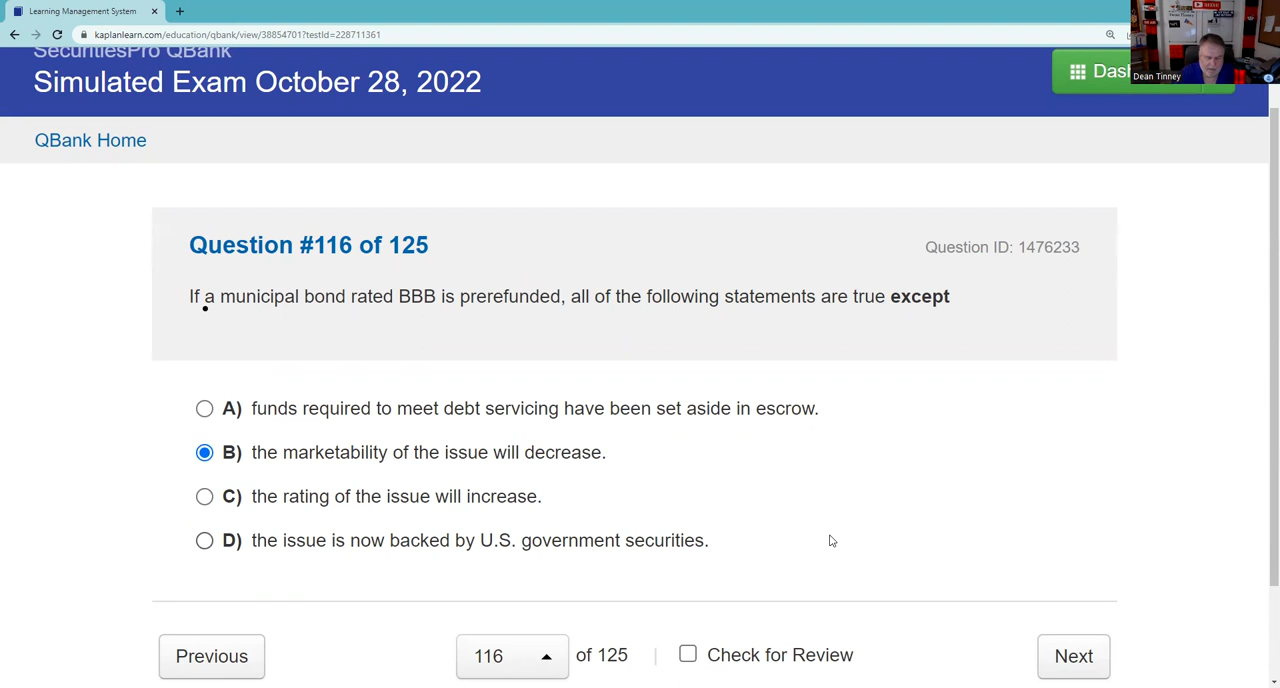 Learning Management System
kaplanlearn.com/education/qbank/view/38854701?testId=228711361
SecuritiesPro QBank
Simulated Exam October 28, 2022
Dash
Dean Tinney
QBank Home
Question #116 of 125
Question ID: 1476233
If a municipal bond rated BBB is prerefunded, all of the following statements are true except
A) funds required to meet debt servicing have been set aside in escrow.
B) the marketability of the issue will decrease.
C) the rating of the issue will increase.
D) the issue is now backed by U.S. government securities.
Previous
116
of 125
Check for Review
Next